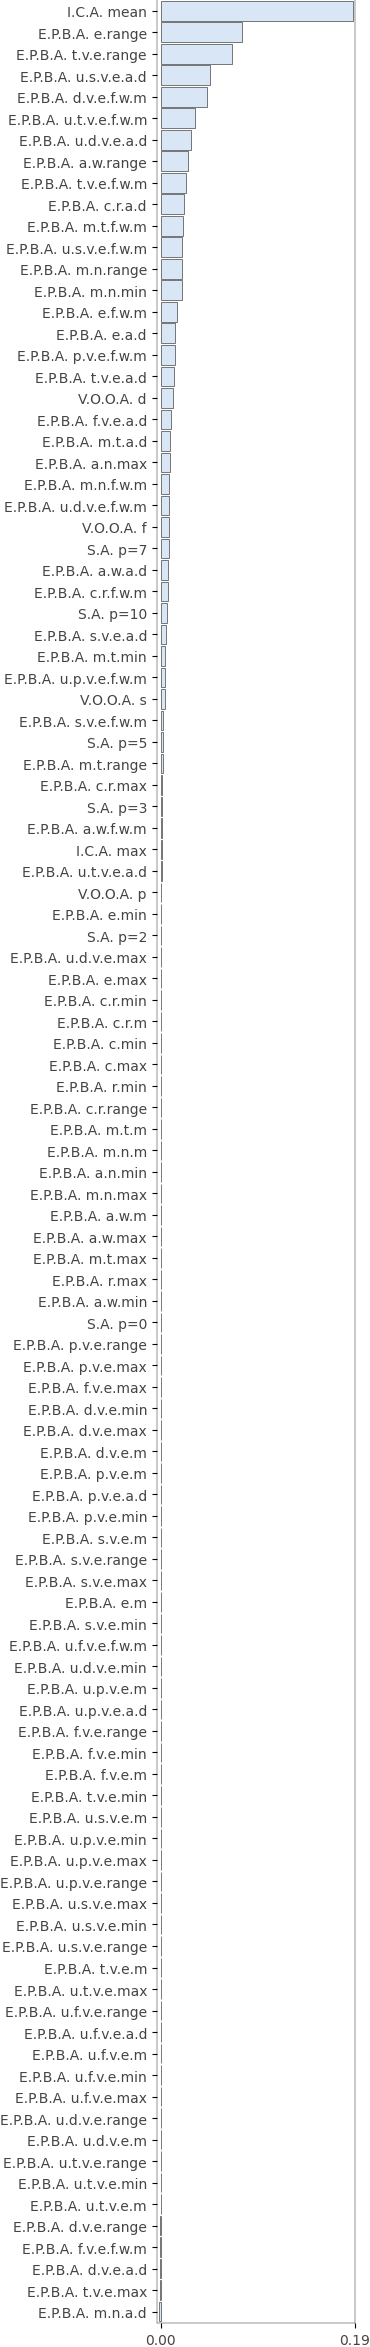 I.C.A. mean
E.P.B.A. e.range
E.P.B.A. t.v.e.range
E.P.B.A. u.s.v.e.a.d
E.P.B.A. d.v.e.f.w.m
E.P.B.A. u.t.v.e.f.w.m
E.P.B.A. u.d.v.e.a.d
E.P.B.A. a.w.range
E.P.B.A. t.v.e.f.w.m
E.P.B.A. c.r.a.d
E.P.B.A. m.t.f.w.m
E.P.B.A. u.s.v.e.f.w.m
E.P.B.A. m.n.range
E.P.B.A. m.n.min
E.P.B.A. e.f.w.m
E.P.B.A. e.a.d
E.P.B.A. p.v.e.f.w.m
E.P.B.A. t.v.e.a.d
V.O.O.A. d
E.P.B.A. f.v.e.a.d
E.P.B.A. m.t.a.d
E.P.B.A. a.n.max
E.P.B.A. m.n.f.w.m
E.P.B.A. u.d.v.e.f.w.m
V.O.O.A. f
S.A. p=7
E.P.B.A. a.w.a.d
E.P.B.A. c.r.f.w.m
S.A. p=10
E.P.B.A. s.v.e.a.d
E.P.B.A. m.t.min
E.P.B.A. u.p.v.e.f.w.m
V.O.O.A. s
E.P.B.A. s.v.e.f.w.m
S.A. p=5
E.P.B.A. m.t.range
E.P.B.A. c.r.max
S.A. p=3
E.P.B.A. a.w.f.w.m
I.C.A. max
E.P.B.A. u.t.v.e.a.d
V.O.O.A. p
E.P.B.A. e.min
S.A. p=2
E.P.B.A. u.d.v.e.max
E.P.B.A. e.max
E.P.B.A. c.r.min
E.P.B.A. c.r.m
E.P.B.A. c.min
E.P.B.A. c.max
E.P.B.A. r.min
E.P.B.A. c.r.range
E.P.B.A. m.t.m
E.P.B.A. m.n.m
E.P.B.A. a.n.min
E.P.B.A. m.n.max
E.P.B.A. a.w.m
E.P.B.A. a.w.max
E.P.B.A. m.t.max
E.P.B.A. r.max
E.P.B.A. a.w.min
S.A. p=0
E.P.B.A. p.v.e.range
E.P.B.A. p.v.e.max
E.P.B.A. f.v.e.max
E.P.B.A. d.v.e.min
E.P.B.A. d.v.e.max
E.P.B.A. d.v.e.m
E.P.B.A. p.v.e.m
E.P.B.A. p.v.e.a.d
E.P.B.A. p.v.e.min
E.P.B.A. s.v.e.m
E.P.B.A. s.v.e.range
E.P.B.A. s.v.e.max
E.P.B.A. e.m
E.P.B.A. s.v.e.min
E.P.B.A. u.f.v.e.f.w.m
E.P.B.A. u.d.v.e.min
E.P.B.A. u.p.v.e.m
E.P.B.A. u.p.v.e.a.d
E.P.B.A. f.v.e.range
E.P.B.A. f.v.e.min
E.P.B.A. f.v.e.m
E.P.B.A. t.v.e.min
E.P.B.A. u.s.v.e.m
E.P.B.A. u.p.v.e.min
E.P.B.A. u.p.v.e.max
E.P.B.A. u.p.v.e.range
E.P.B.A. u.s.v.e.max
E.P.B.A. u.s.v.e.min
E.P.B.A. u.s.v.e.range
E.P.B.A. t.v.e.m
E.P.B.A. u.t.v.e.max
E.P.B.A. u.f.v.e.range
E.P.B.A. u.f.v.e.a.d
E.P.B.A. u.f.v.e.m
E.P.B.A. u.f.v.e.min
E.P.B.A. u.f.v.e.max
E.P.B.A. u.d.v.e.range
E.P.B.A. u.d.v.e.m
E.P.B.A. u.t.v.e.range
E.P.B.A. u.t.v.e.min
E.P.B.A. u.t.v.e.m
E.P.B.A. d.v.e.range
E.P.B.A. f.v.e.f.w.m
E.P.B.A. d.v.e.a.d
E.P.B.A. t.v.e.max
E.P.B.A. m.n.a.d
0.00 0.19